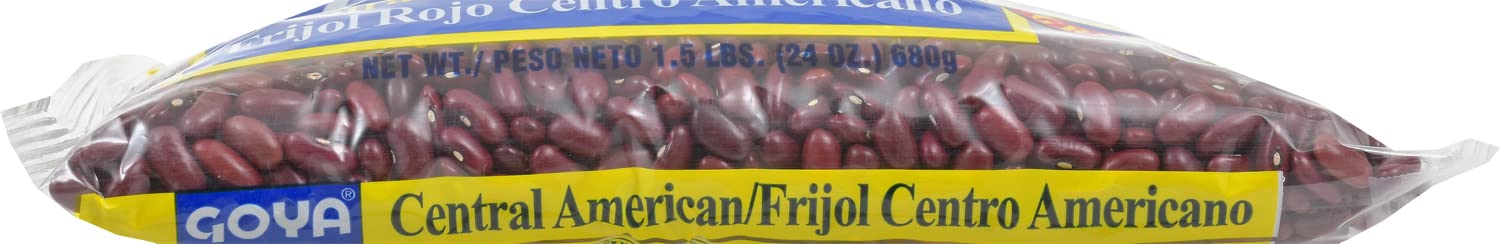 Frijol Rojo Centro Americano
NET WT./ PESO NETO 1.5 LBS. (24 OZ.) 680g
GOYA® Central American/Frijol Centro Americano